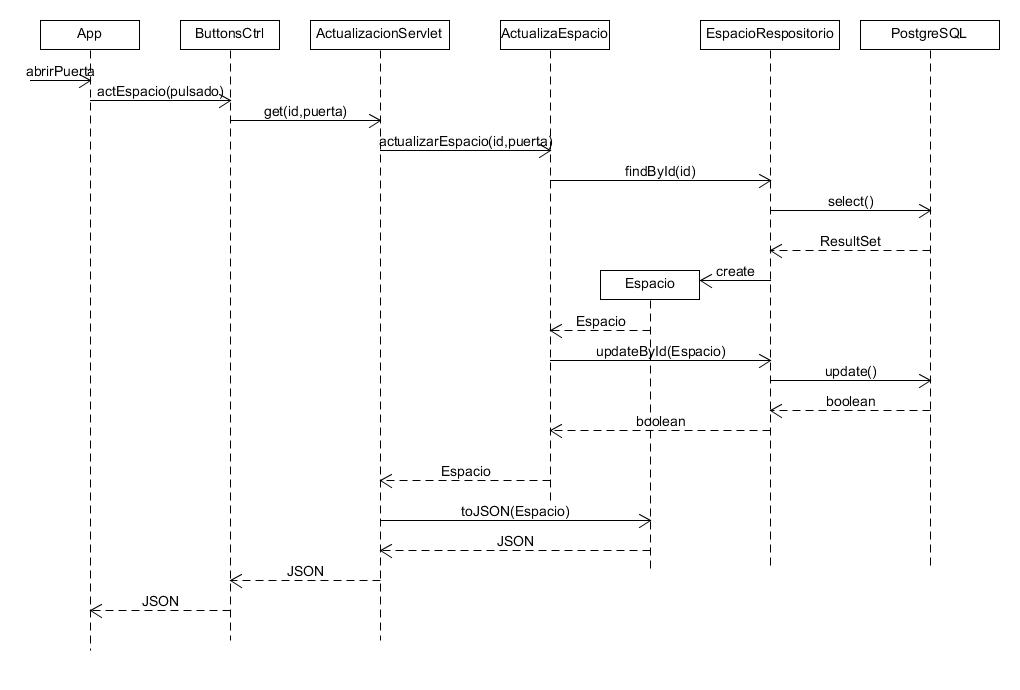 App
ButtonsCtrl
ActualizacionServlet
ActualizaEspacio
EspacioRespositorio
PostgreSQL
abrirPuerta
actEspacio(pulsado)
get(id,puerta)
actualizarEspacio(id,puerta)
findById(id)
select()
ResultSet
create
Espacio
Espacio
updateById(Espacio)
update()
boolean
boolean
Espacio
toJSON(Espacio)
JSON
JSON
JSON